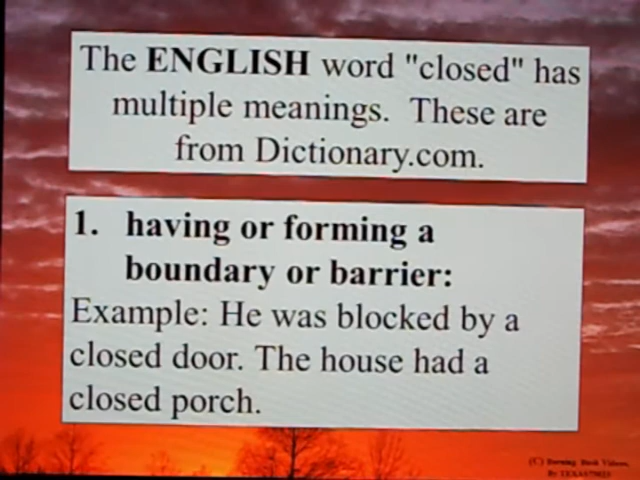 The ENGLISH word "closed" has
multiple meanings. These are
from Dictionary.com.
1. having or forming a
boundary or barrier:
Example: He was blocked by a
closed door. The house had a
closed porch.